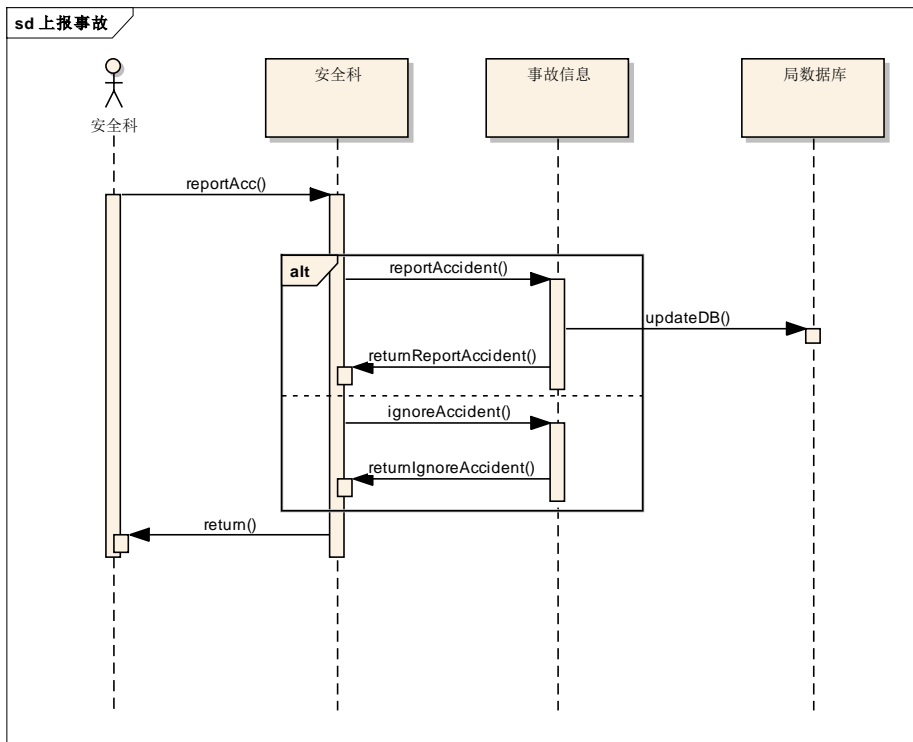 sd 上报事故
安全科
安全科
事故信息
局数据库
reportAcc()
alt
reportAccident()
updateDB()
returnReportAccident()
ignoreAccident()
returnIgnoreAccident()
return()